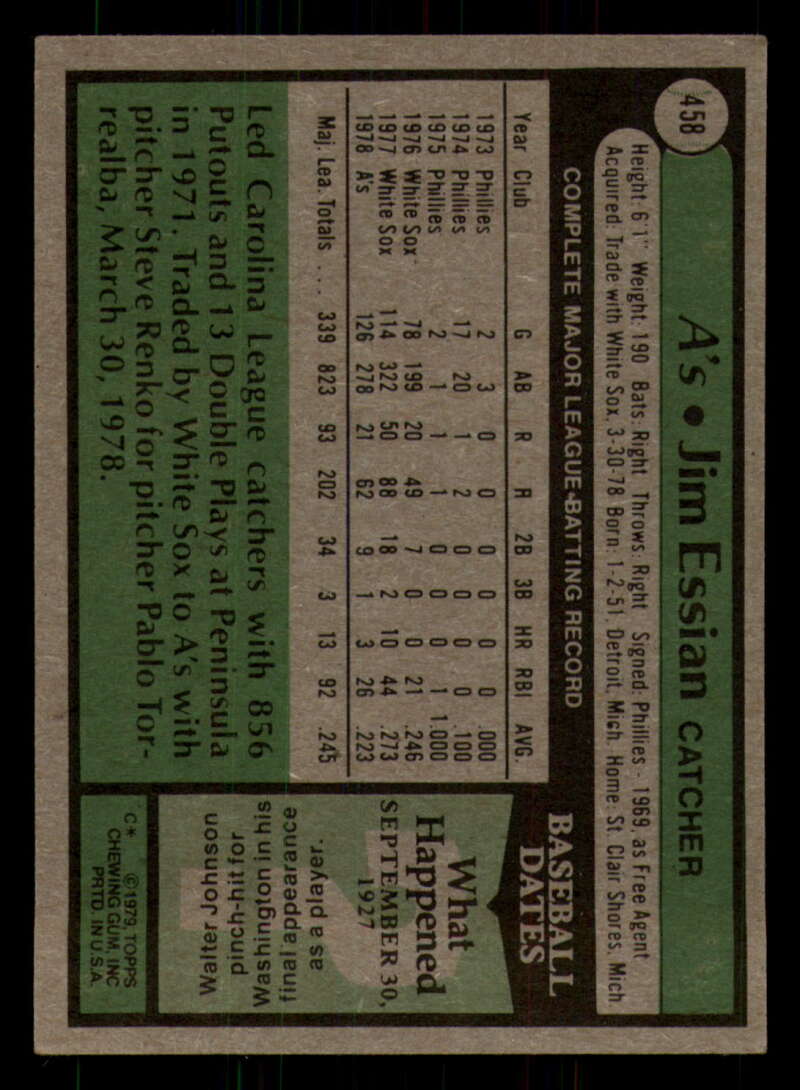 458
A's • Jim Essian CATCHER
Height: 6'1" Weight: 190 Bats: Right Throws: Right Signed: Phillies - 1969, as Free Agent
Acquired: Trade with White Sox, 3-30-78 Born: 1-2-51, Detroit, Mich. Home: St. Clair Shores, Mich
COMPLETE MAJOR LEAGUE BATTING RECORD
Year Club G AB R H 2B 3B HR RBI AVG.
1973 Phillies 2 3 0 0 0 0 0 0 .000
1974 Phillies 17 20 1 2 0 0 0 0 .100
1975 Phillies 2 1 1 1 0 0 0 1 1.000
1976 White Sox 78 199 20 49 7 0 0 21 .246
1977 White Sox 114 322 50 88 18 2 10 44 .273
1978 A's 126 278 21 62 9 1 3 26 .223
Maj. Lea. Totals . . . 339 823 93 202 34 3 13 92 .245
Led Carolina League catchers with 856
Putouts and 13 Double Plays at Peninsula
in 1971. Traded by White Sox to A's with
pitcher Steve Renko for pitcher Pablo Tor-
realba, March 30, 1978.
BASEBALL
DATES
What
Happened
SEPTEMBER 30,
1927
Walter Johnson
pinch-hit for
Washington in his
final appearance
as a player.
C* ©1979, TOPPS
CHEWING GUM, INC
PRTD. IN U.S.A.